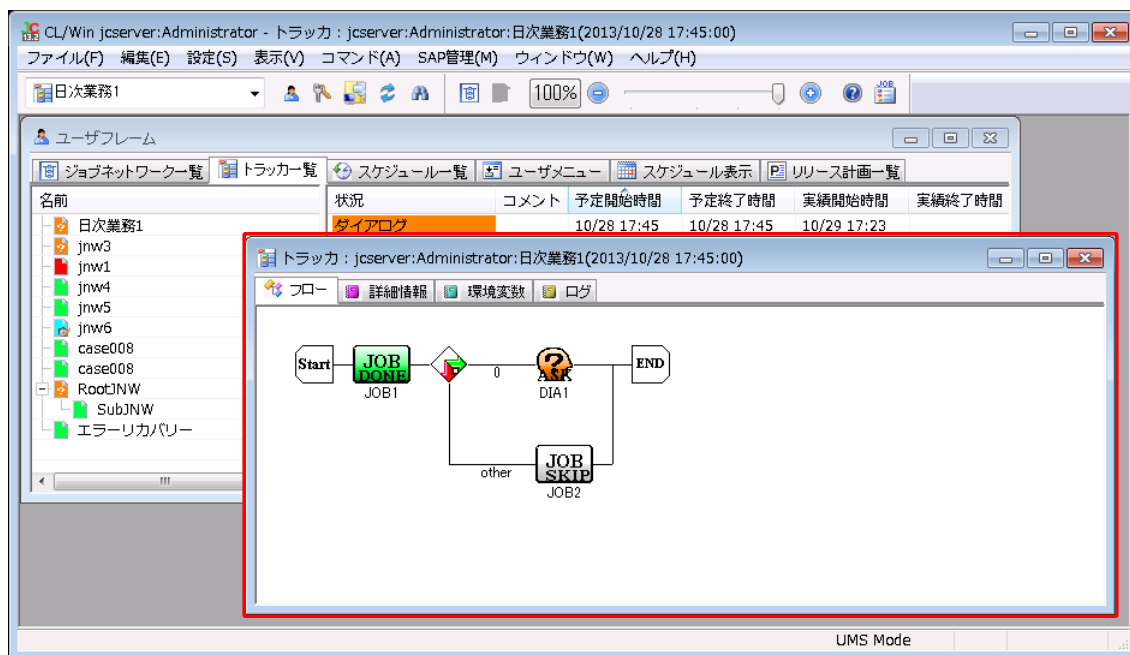 CL/Win jcserver:Administrator - トラッカ : jcserver:Administrator:日次業務1(2013/10/28 17:45:00)
ファイル(F) 編集(E) 設定(S) 表示(V) コマンド(A) SAP管理(M) ウィンドウ(W) ヘルプ(H)
日次業務1 100% JOB
ユーザフレーム
ジョブネットワーク一覧 トラッカ一覧 スケジュール一覧 ユーザメニュー スケジュール表示 リリース計画一覧
名前 状況 コメント 予定開始時間 予定終了時間 実績開始時間 実績終了時間
日次業務1 ダイアログ 10/28 17:45 10/28 17:45 10/29 17:23
jnw3
jnw1
jnw4
jnw5
jnw6
case008
case008
RootJNW
SubJNW
エラーリカバリー
トラッカ : jcserver:Administrator:日次業務1(2013/10/28 17:45:00)
フロー 詳細情報 環境変数 ログ
Start JOB DONE 0 ? ASK END
JOB1 DIA1
other JOB SKIP
JOB2
UMS Mode